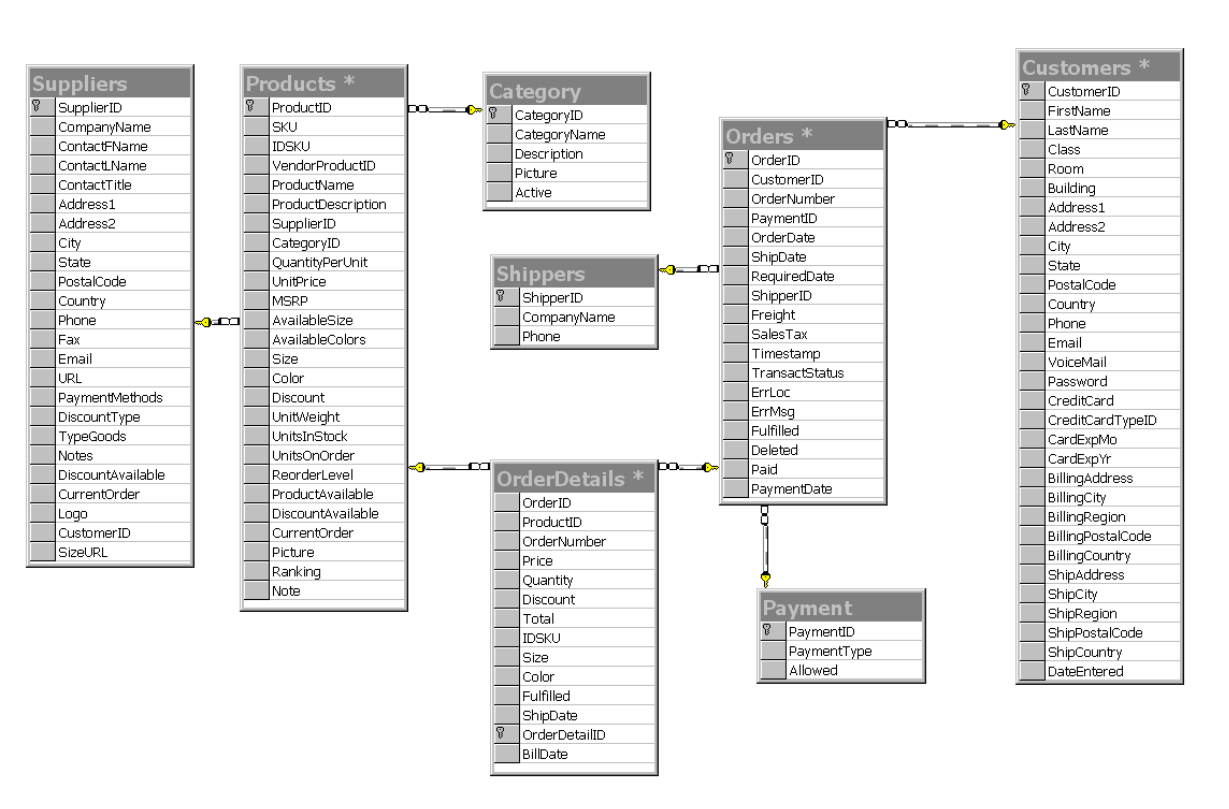 Suppliers
SupplierID
CompanyName
ContactFName
ContactLName
ContactTitle
Address1
Address2
City
State
PostalCode
Country
Phone
Fax
Email
URL
PaymentMethods
DiscountType
TypeGoods
Notes
DiscountAvailable
CurrentOrder
Logo
CustomerID
SizeURL
Products *
ProductID
SKU
IDSKU
VendorProductID
ProductName
ProductDescription
SupplierID
CategoryID
QuantityPerUnit
UnitPrice
MSRP
AvailableSize
AvailableColors
Size
Color
Discount
UnitWeight
UnitsInStock
UnitsOnOrder
ReorderLevel
ProductAvailable
DiscountAvailable
CurrentOrder
Picture
Ranking
Note
Category
CategoryID
CategoryName
Description
Picture
Active
Shippers
ShipperID
CompanyName
Phone
OrderDetails *
OrderID
ProductID
OrderNumber
Price
Quantity
Discount
Total
IDSKU
Size
Color
Fulfilled
ShipDate
OrderDetailID
BillDate
Orders *
OrderID
CustomerID
OrderNumber
PaymentID
OrderDate
ShipDate
RequiredDate
ShipperID
Freight
SalesTax
Timestamp
TransactStatus
ErrLoc
ErrMsg
Fulfilled
Deleted
Paid
PaymentDate
Payment
PaymentID
PaymentType
Allowed
Customers *
CustomerID
FirstName
LastName
Class
Room
Building
Address1
Address2
City
State
PostalCode
Country
Phone
Email
VoiceMail
Password
CreditCard
CreditCardTypeID
CardExpMo
CardExpYr
BillingAddress
BillingCity
BillingRegion
BillingPostalCode
BillingCountry
ShipAddress
ShipCity
ShipRegion
ShipPostalCode
ShipCountry
DateEntered